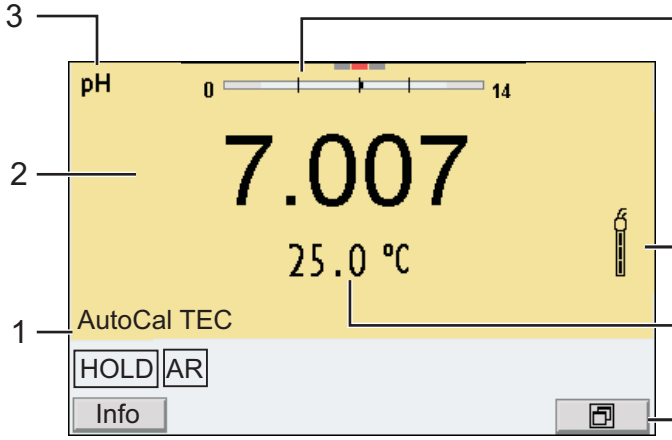 3
pH
0 14
2
7.007
25.0 °C
1
AutoCal TEC
HOLD AR
Info